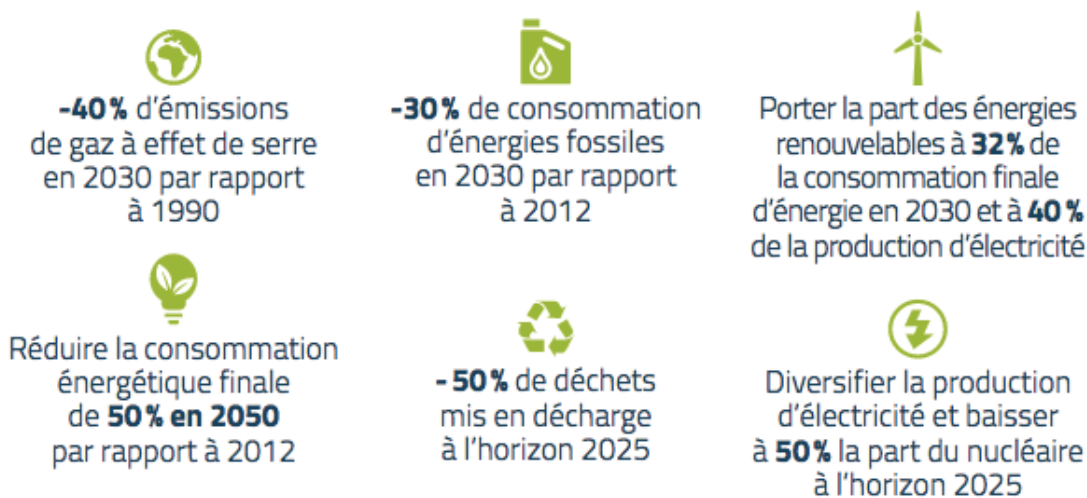 -40% d'émissions
de gaz à effet de serre
en 2030 par rapport
à 1990
-30% de consommation
d'énergies fossiles
en 2030 par rapport
à 2012
Porter la part des énergies
renouvelables à 32% de
la consommation finale
d'énergie en 2030 et à 40%
de la production d'électricité
Réduire la consommation
énergétique finale
de 50% en 2050
par rapport à 2012
- 50% de déchets
mis en décharge
à l'horizon 2025
Diversifier la production
d'électricité et baisser
à 50% la part du nucléaire
à l'horizon 2025